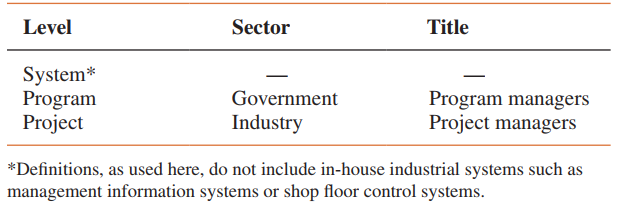 Level Sector Title
System* — —
Program Government Program managers
Project Industry Project managers
*Definitions, as used here, do not include in-house industrial systems such as
management information systems or shop floor control systems.